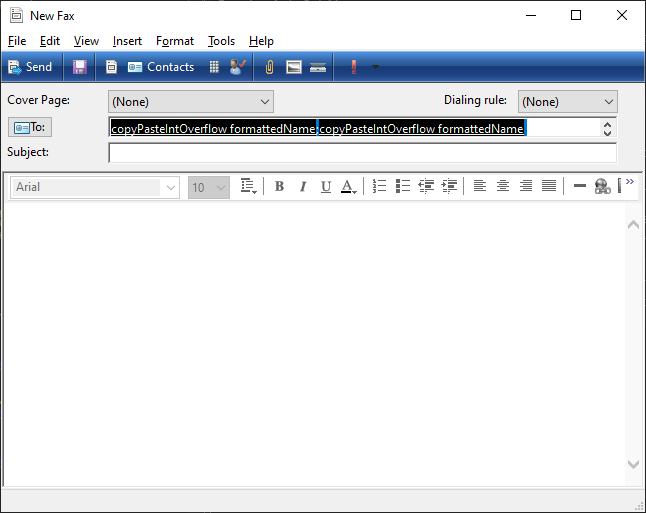 New Fax
File Edit View Insert Format Tools Help
Send Contacts
Cover Page: (None) Dialing rule: (None)
To: copyPasteIntOverflow formattedName;copyPasteIntOverflow formattedName
Subject:
Arial 10 B I U A